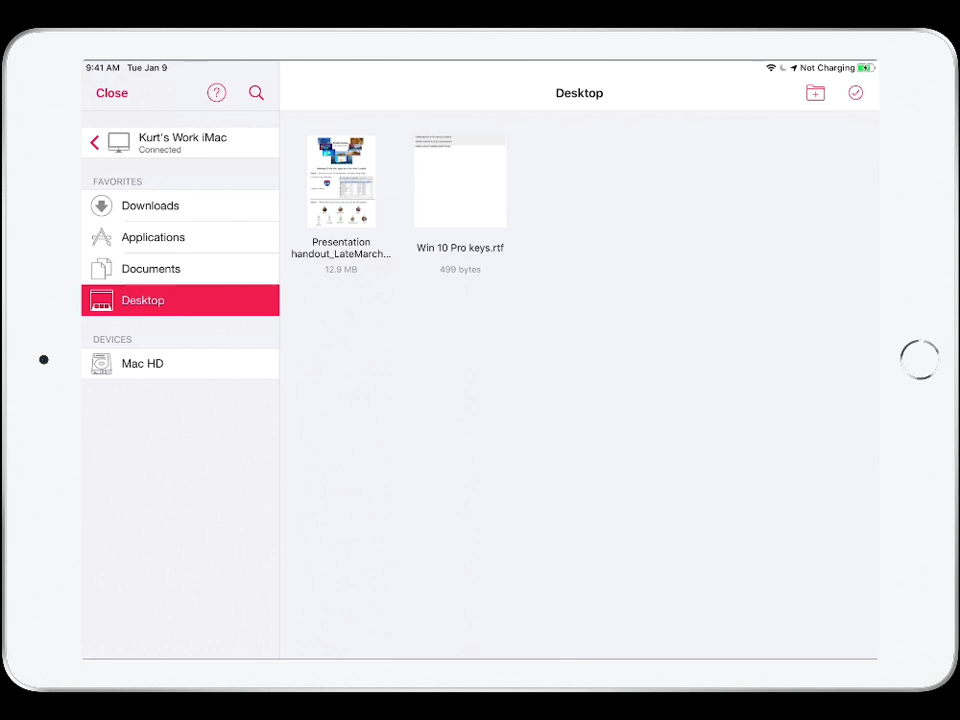 9:41 AM Tue Jan 9
Not Charging
Close
?
Desktop
Kurt's Work iMac
Connected
FAVORITES
Downloads
Applications
Documents
Desktop
DEVICES
Mac HD
Presentation
handout_LateMarch...
12.9 MB
Win 10 Pro keys.rtf
499 bytes